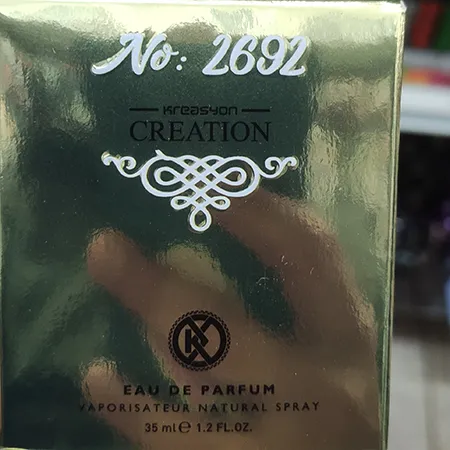 No: 2692
Kreasyon
CREATION
K
EAU DE PARFUM
VAPORISATEUR NATURAL SPRAY
35 ml e 1.2 FL.OZ.